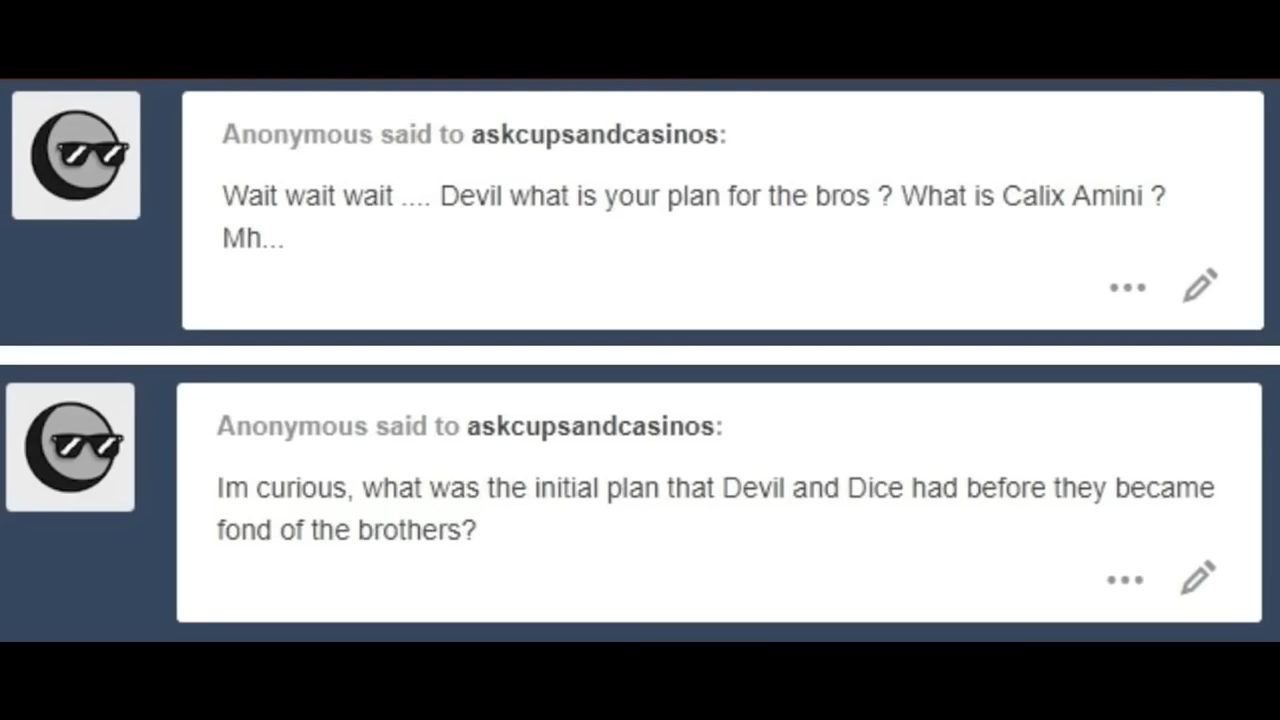 Anonymous said to askcupsandcasinos:
Wait wait wait .... Devil what is your plan for the bros ? What is Calix Amini ?
Mh...
Anonymous said to askcupsandcasinos:
Im curious, what was the initial plan that Devil and Dice had before they became
fond of the brothers?